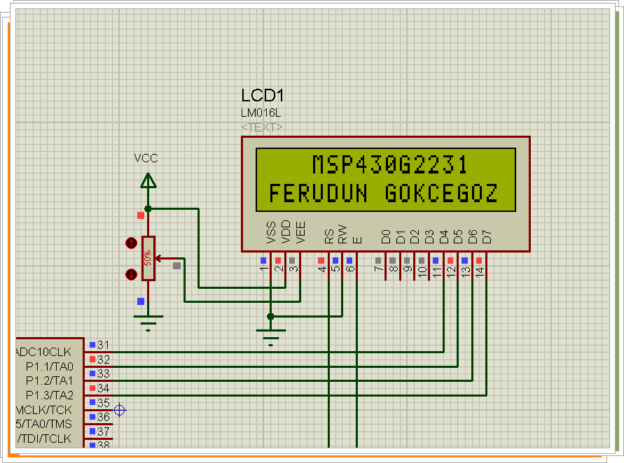 LCD1
LM016L
<TEXT>
VCC
MSP430G2231
FERUDUN GOKCEGOZ
VSS
VDD
VEE
RS
RW
E
D0
D1
D2
D3
D4
D5
D6
D7
1
2
3
4
5
6
7
8
9
10
11
12
13
14
50%
ADC10CLK 31
P1.1/TA0 32
P1.2/TA1 33
P1.3/TA2 34
MCLK/TCK 35
5/TA0/TMS 36
/TDI/TCLK 37
38